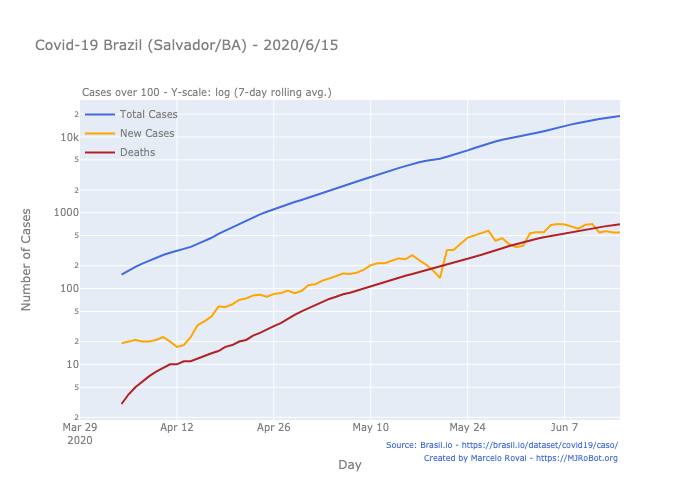 Covid-19 Brazil (Salvador/BA) - 2020/6/15
Cases over 100 - Y-scale: log (7-day rolling avg.)
Total Cases
New Cases
Deaths
Number of Cases
2
10k
5
2
1000
5
2
100
5
2
10
5
2
Mar 29
2020
Apr 12
Apr 26
May 10
May 24
Jun 7
Day
Source: Brasil.io - https://brasil.io/dataset/covid19/caso/
Created by Marcelo Rovai - https://MJRoBot.org